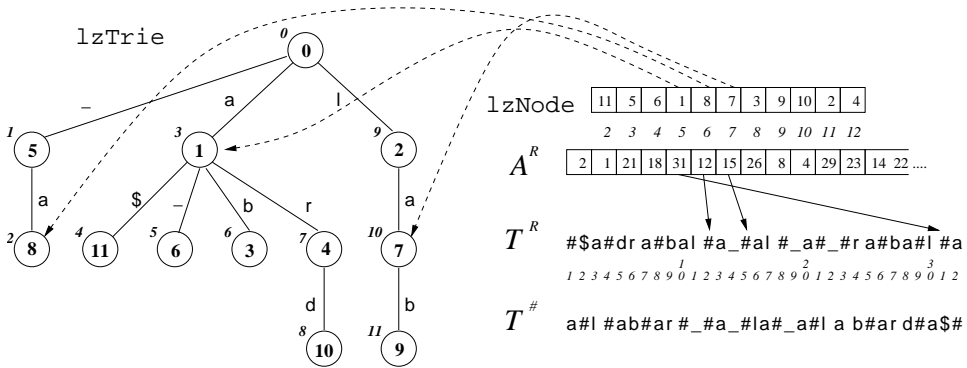 lzTrie
0 0
_ a l
1 5 3 1 9 2
a $ _ b r a
2 8 4 11 5 6 6 3 7 4 10 7
d b
8 10 11 9
lzNode 11 5 6 1 8 7 3 9 10 2 4
2 3 4 5 6 7 8 9 10 11 12
A^R 2 1 21 18 31 12 15 26 8 4 29 23 14 22 ....
T^R #$a#dr a#bal #a_#al #_a#_#r a#ba#l #a
1 2 3 4 5 6 7 8 9 10 1 2 3 4 5 6 7 8 9 20 1 2 3 4 5 6 7 8 9 30 1 2
T^# a#l #ab#ar #_#a_#la#_a#l a b#ar d#a$#